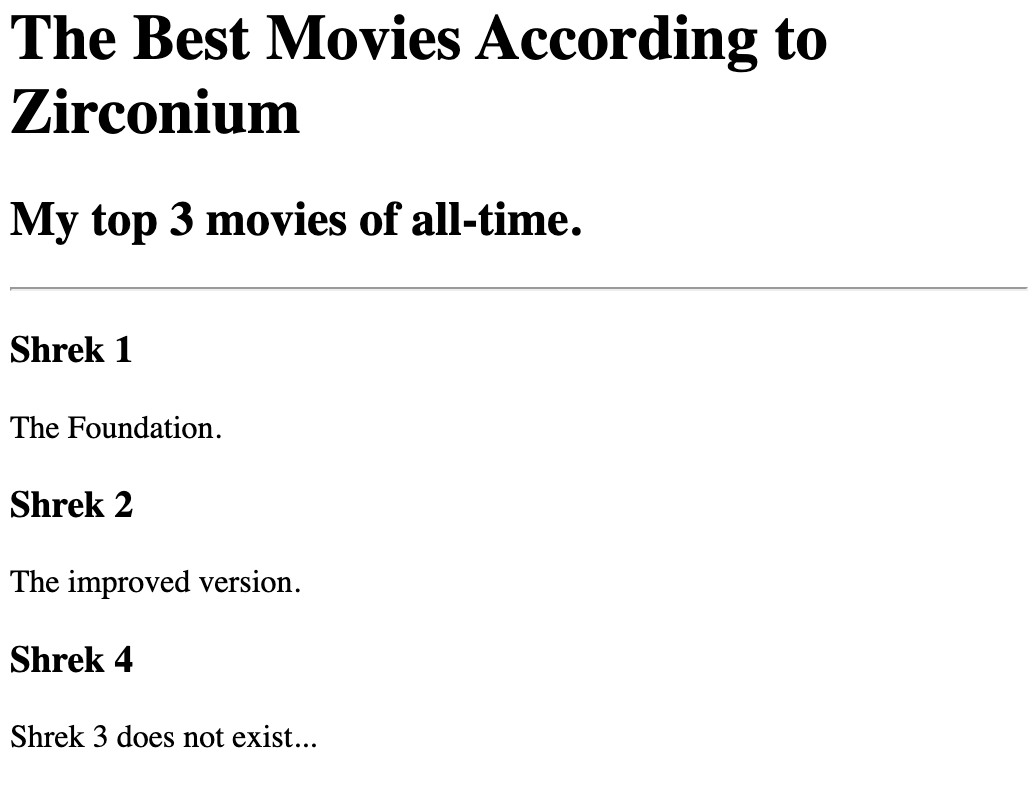 The Best Movies According to
Zirconium
My top 3 movies of all-time.
Shrek 1
The Foundation.
Shrek 2
The improved version.
Shrek 4
Shrek 3 does not exist...